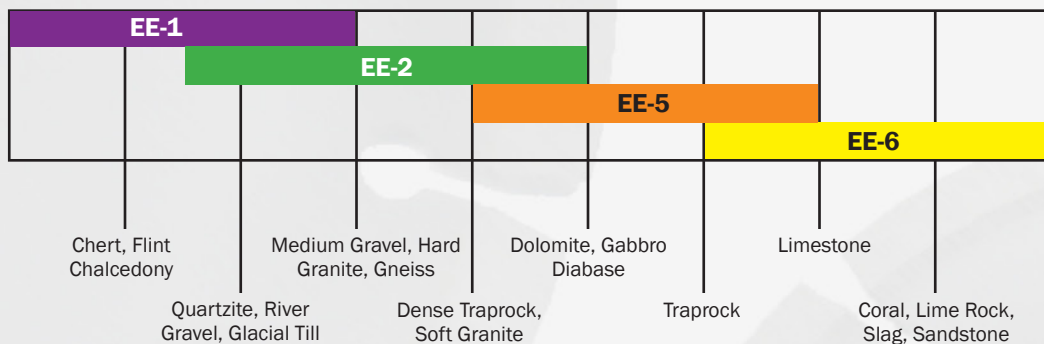 EE-1
EE-2
EE-5
EE-6
Chert, Flint
Chalcedony
Medium Gravel, Hard
Granite, Gneiss
Dolomite, Gabbro
Diabase
Limestone
Quartzite, River
Gravel, Glacial Till
Dense Traprock,
Soft Granite
Traprock
Coral, Lime Rock,
Slag, Sandstone